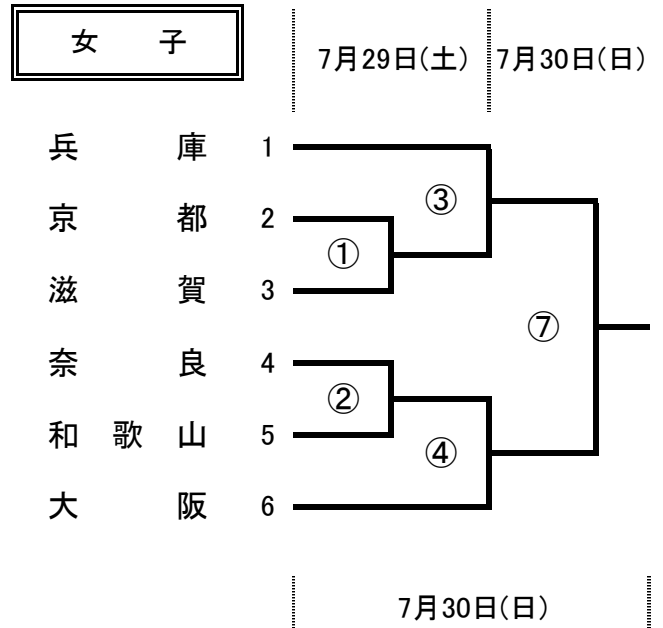 女 子
7月29日(土) 7月30日(日)
兵 庫 1
③
京 都 2
①
滋 賀 3
⑦
奈 良 4
②
和 歌 山 5
④
大 阪 6
7月30日(日)